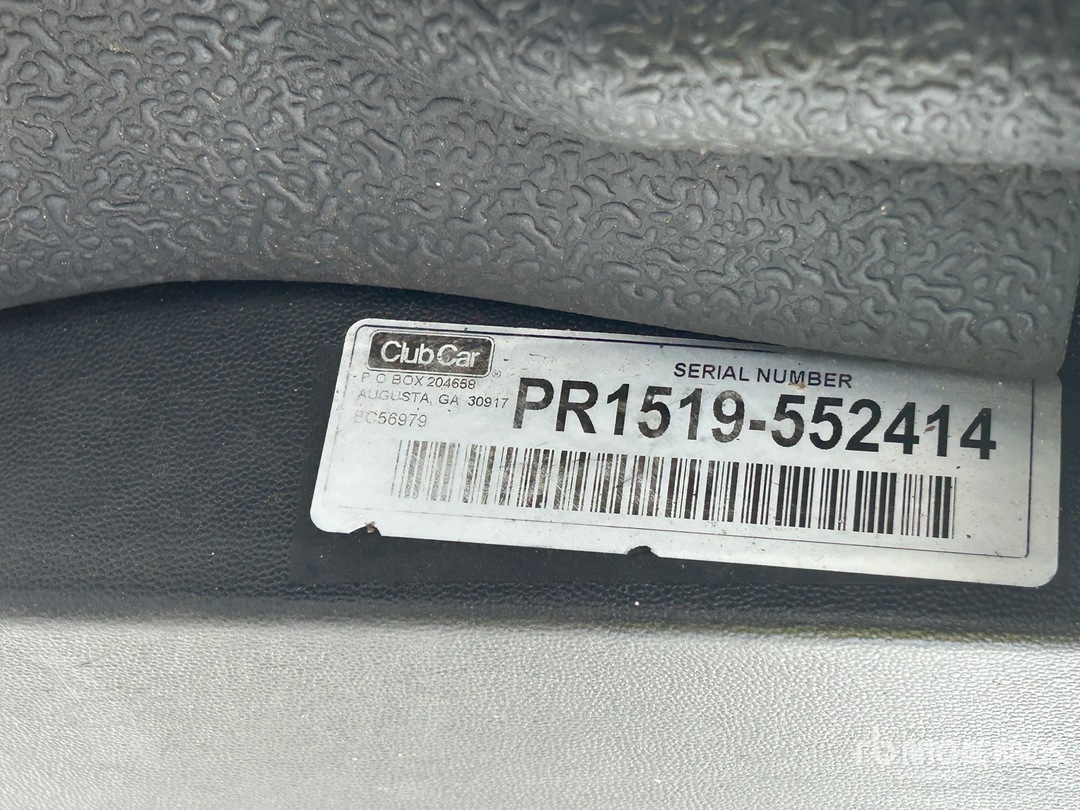 Club Car®
P O BOX 204658
AUGUSTA, GA 30917
SERIAL NUMBER
PR1519-552414